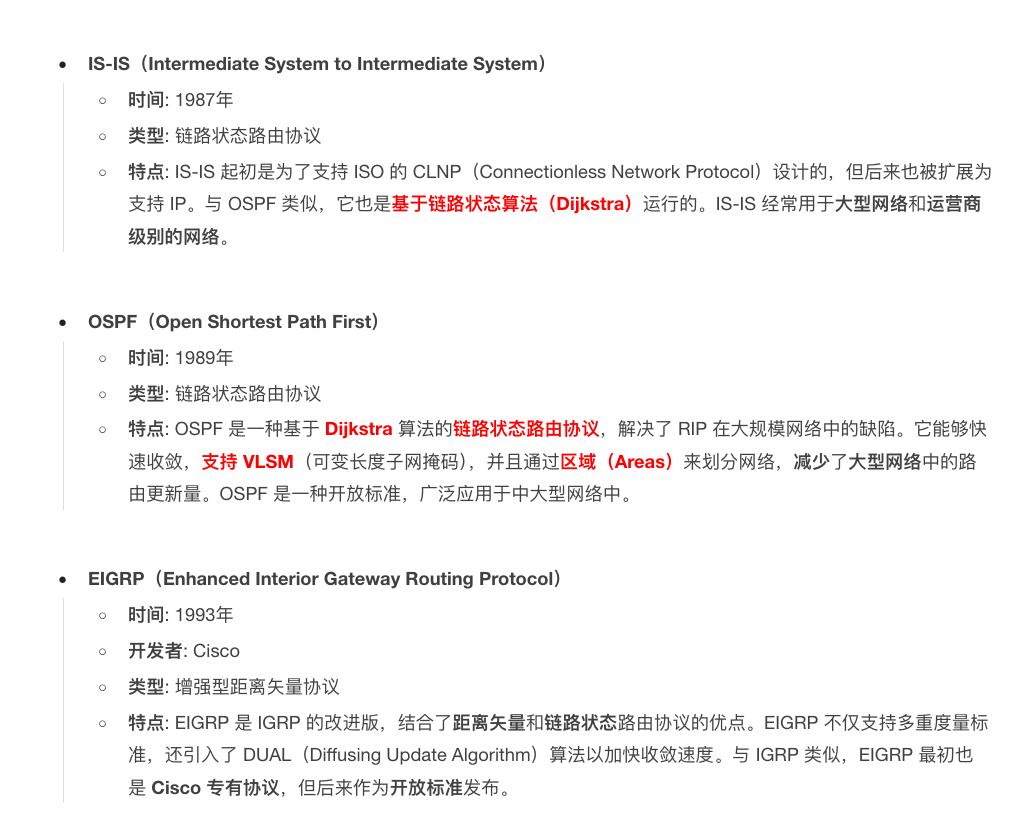 IS-IS（Intermediate System to Intermediate System）
时间: 1987年
类型: 链路状态路由协议
特点: IS-IS 起初是为了支持 ISO 的 CLNP（Connectionless Network Protocol）设计的，但后来也被扩展为
支持 IP。与 OSPF 类似，它也是基于链路状态算法（Dijkstra）运行的。IS-IS 经常用于大型网络和运营商
级别的网络。
OSPF（Open Shortest Path First）
时间: 1989年
类型: 链路状态路由协议
特点: OSPF 是一种基于 Dijkstra 算法的链路状态路由协议，解决了 RIP 在大规模网络中的缺陷。它能够快
速收敛，支持 VLSM（可变长度子网掩码），并且通过区域（Areas）来划分网络，减少了大型网络中的路
由更新量。OSPF 是一种开放标准，广泛应用于中大型网络中。
EIGRP（Enhanced Interior Gateway Routing Protocol）
时间: 1993年
开发者: Cisco
类型: 增强型距离矢量协议
特点: EIGRP 是 IGRP 的改进版，结合了距离矢量和链路状态路由协议的优点。EIGRP 不仅支持多重度量标
准，还引入了 DUAL（Diffusing Update Algorithm）算法以加快收敛速度。与 IGRP 类似，EIGRP 最初也
是 Cisco 专有协议，但后来作为开放标准发布。